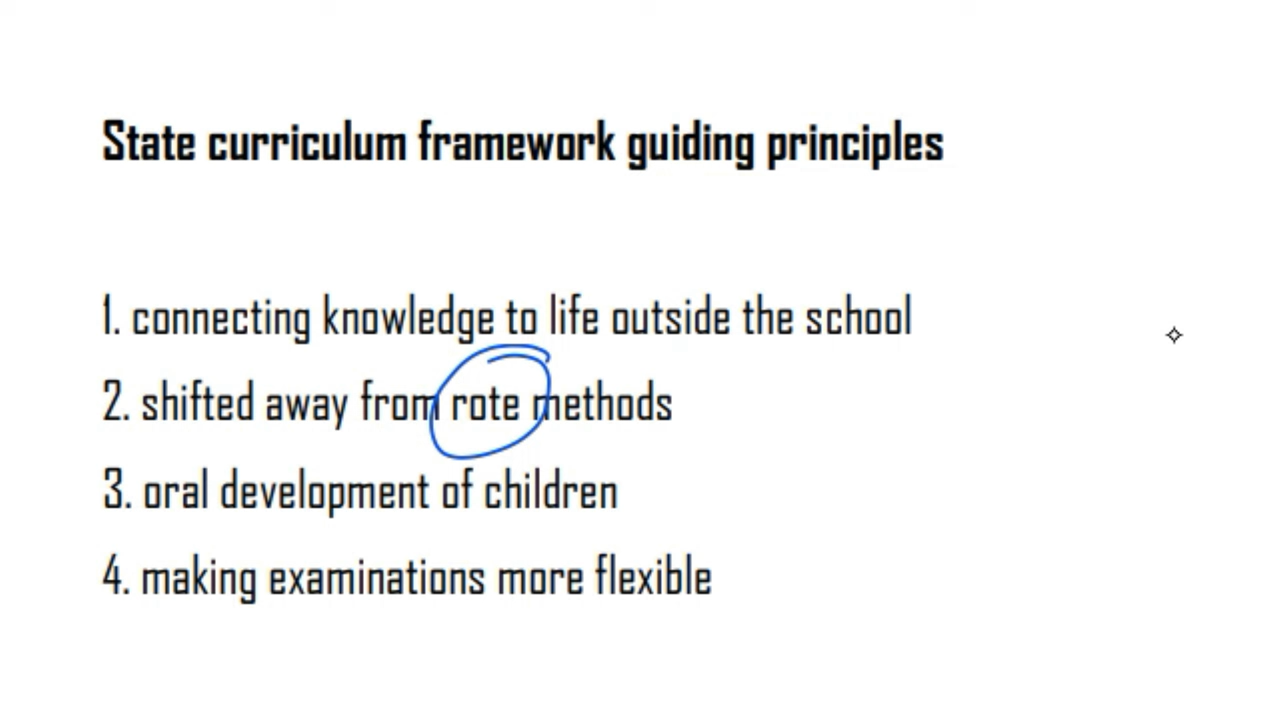 State curriculum framework guiding principles
1. connecting knowledge to life outside the school
2. shifted away from rote methods
3. oral development of children
4. making examinations more flexible